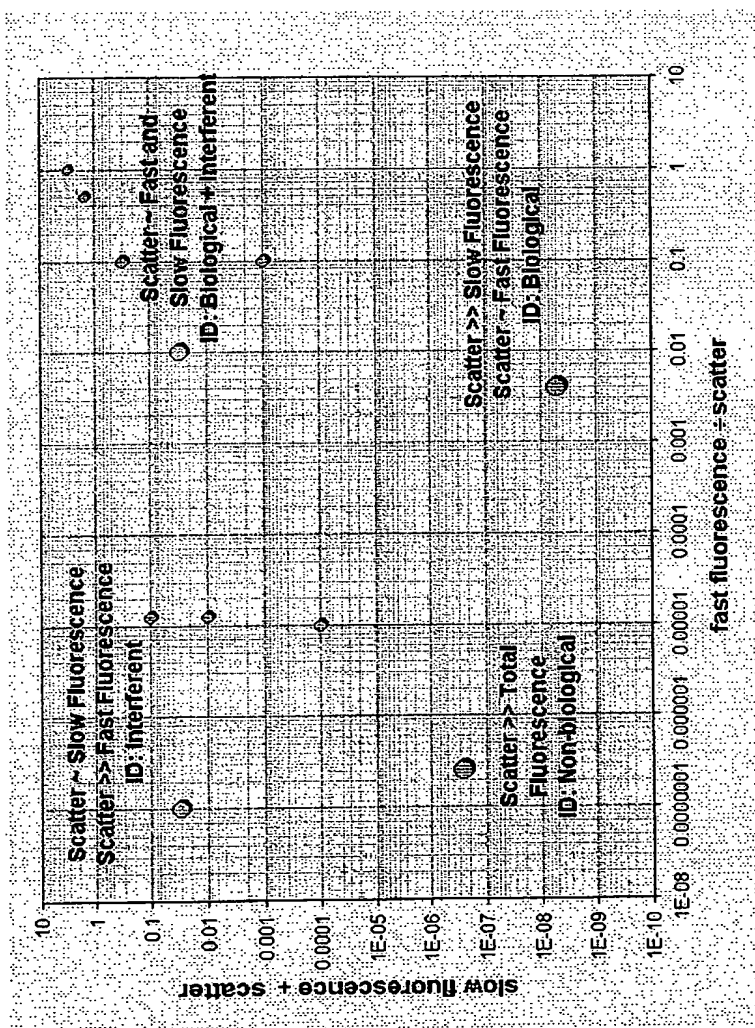 slow fluorescence + scatter
10
1
0.1
0.01
0.001
0.0001
1E-05
1E-06
1E-07
1E-08
1E-09
1E-10
Scatter ~ Slow Fluorescence
Scatter >> Fast Fluorescence
ID: Interferent
Scatter ~ Fast and
Slow Fluorescence
ID: Biological + Interferent
Scatter >> Total
Fluorescence
ID: Non-biological
Scatter >> Slow Fluorescence
Scatter ~ Fast Fluorescence
ID: Biological
1E-08 0.0000001 0.000001 0.00001 0.0001 0.001 0.01 0.1 1 10
fast fluorescence ÷ scatter